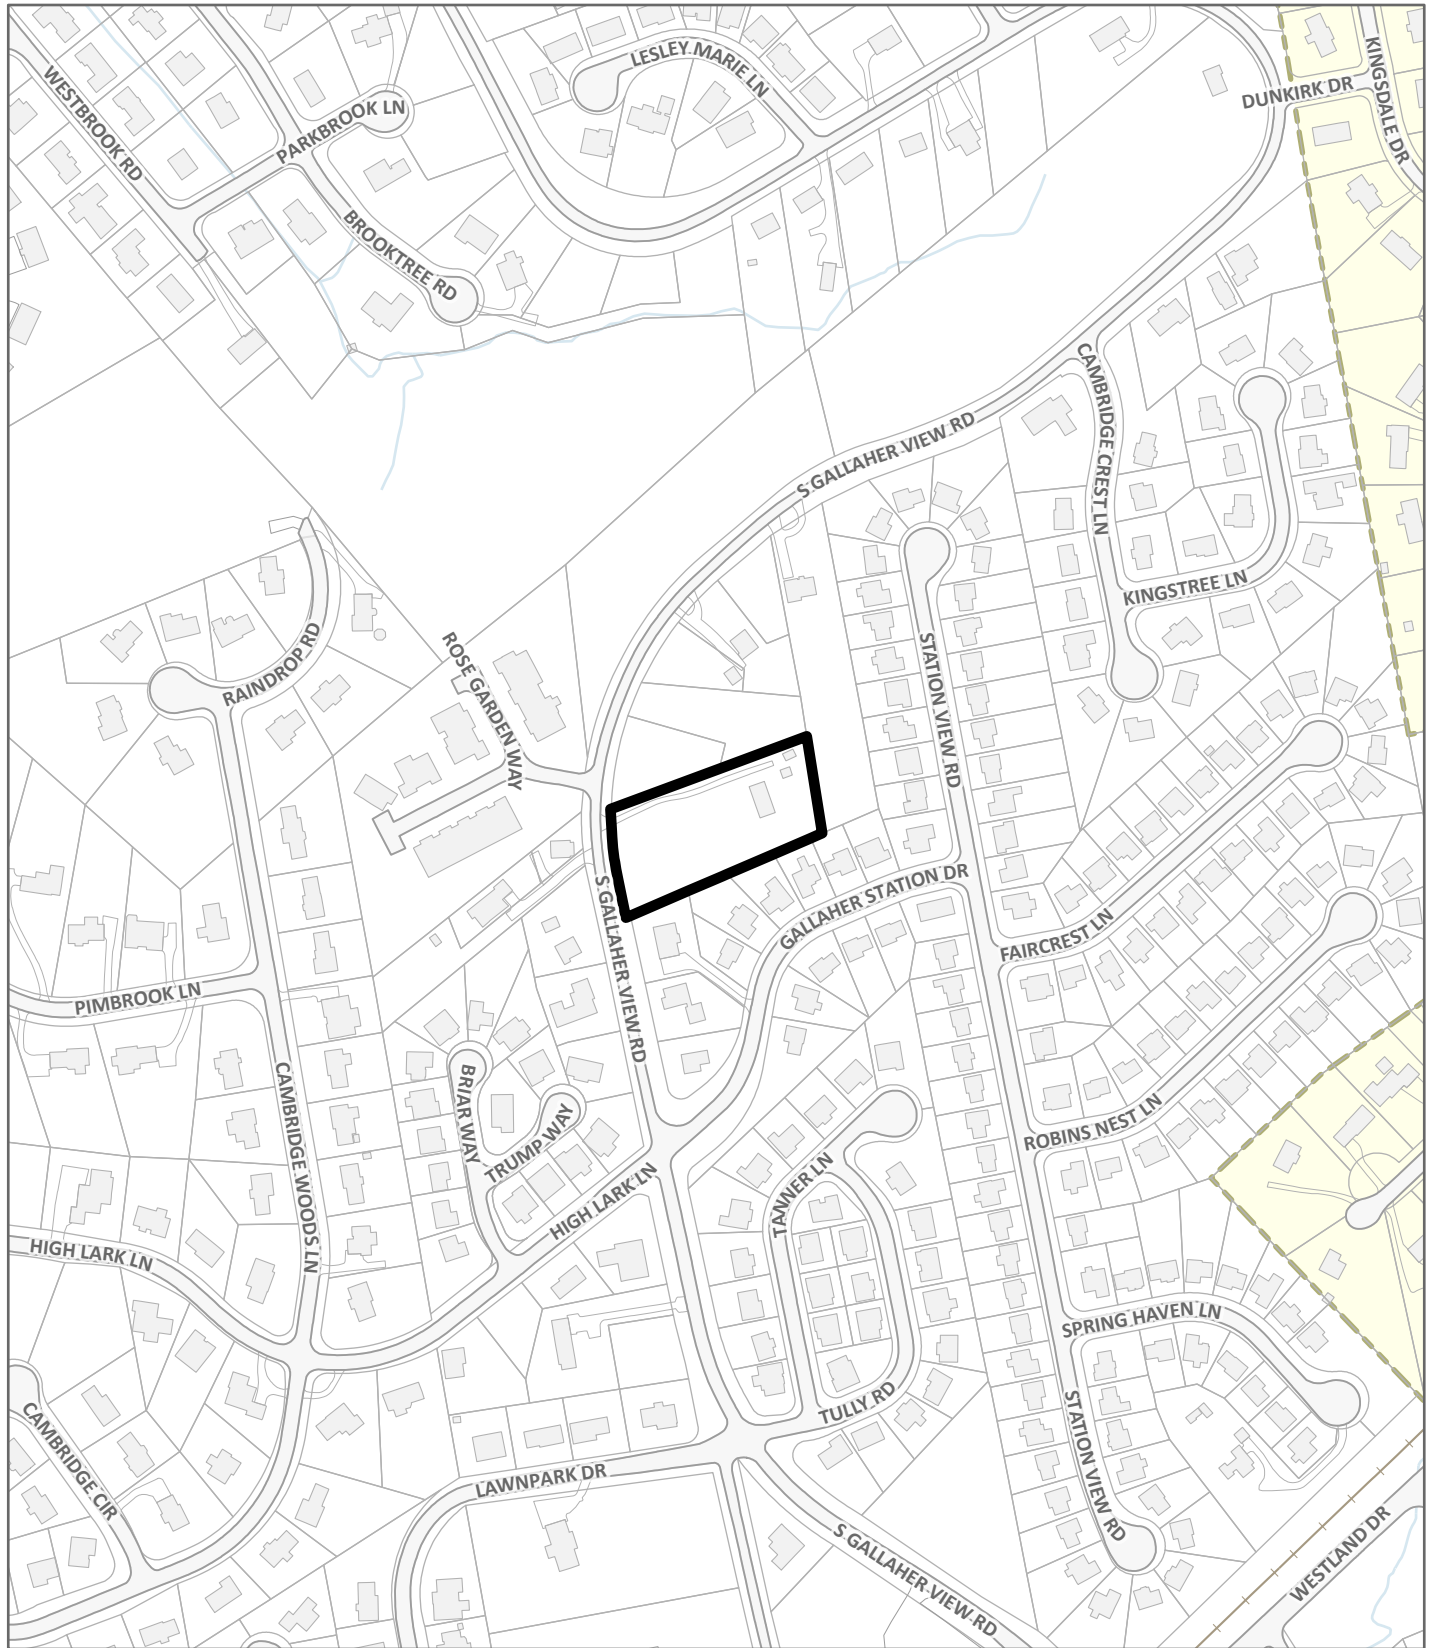 LESLEY MARIE LN
KINGSDALE DR
DUNKIRK DR
WESTBROOK RD
PARKBROOK LN
BROOKTREE RD
CAMBRIDGE CREST LN
S GALLAHER VIEW RD
KINGSTREE LN
RAINDROP RD
ROSE GARDEN WAY
STATION VIEW RD
S GALLAHER VIEW RD
GALLAHER STATION DR
FAIRCREST LN
PIMBROOK LN
CAMBRIDGE WOODS LN
BRIAR WAY
TRUMP WAY
ROBINS NEST LN
TANNER LN
HIGH LARK LN
HIGH LARK LN
SPRING HAVEN LN
TULLY RD
STATION VIEW RD
CAMBRIDGE CIR
LAWNPARK DR
S GALLAHER VIEW RD
WESTLAND DR